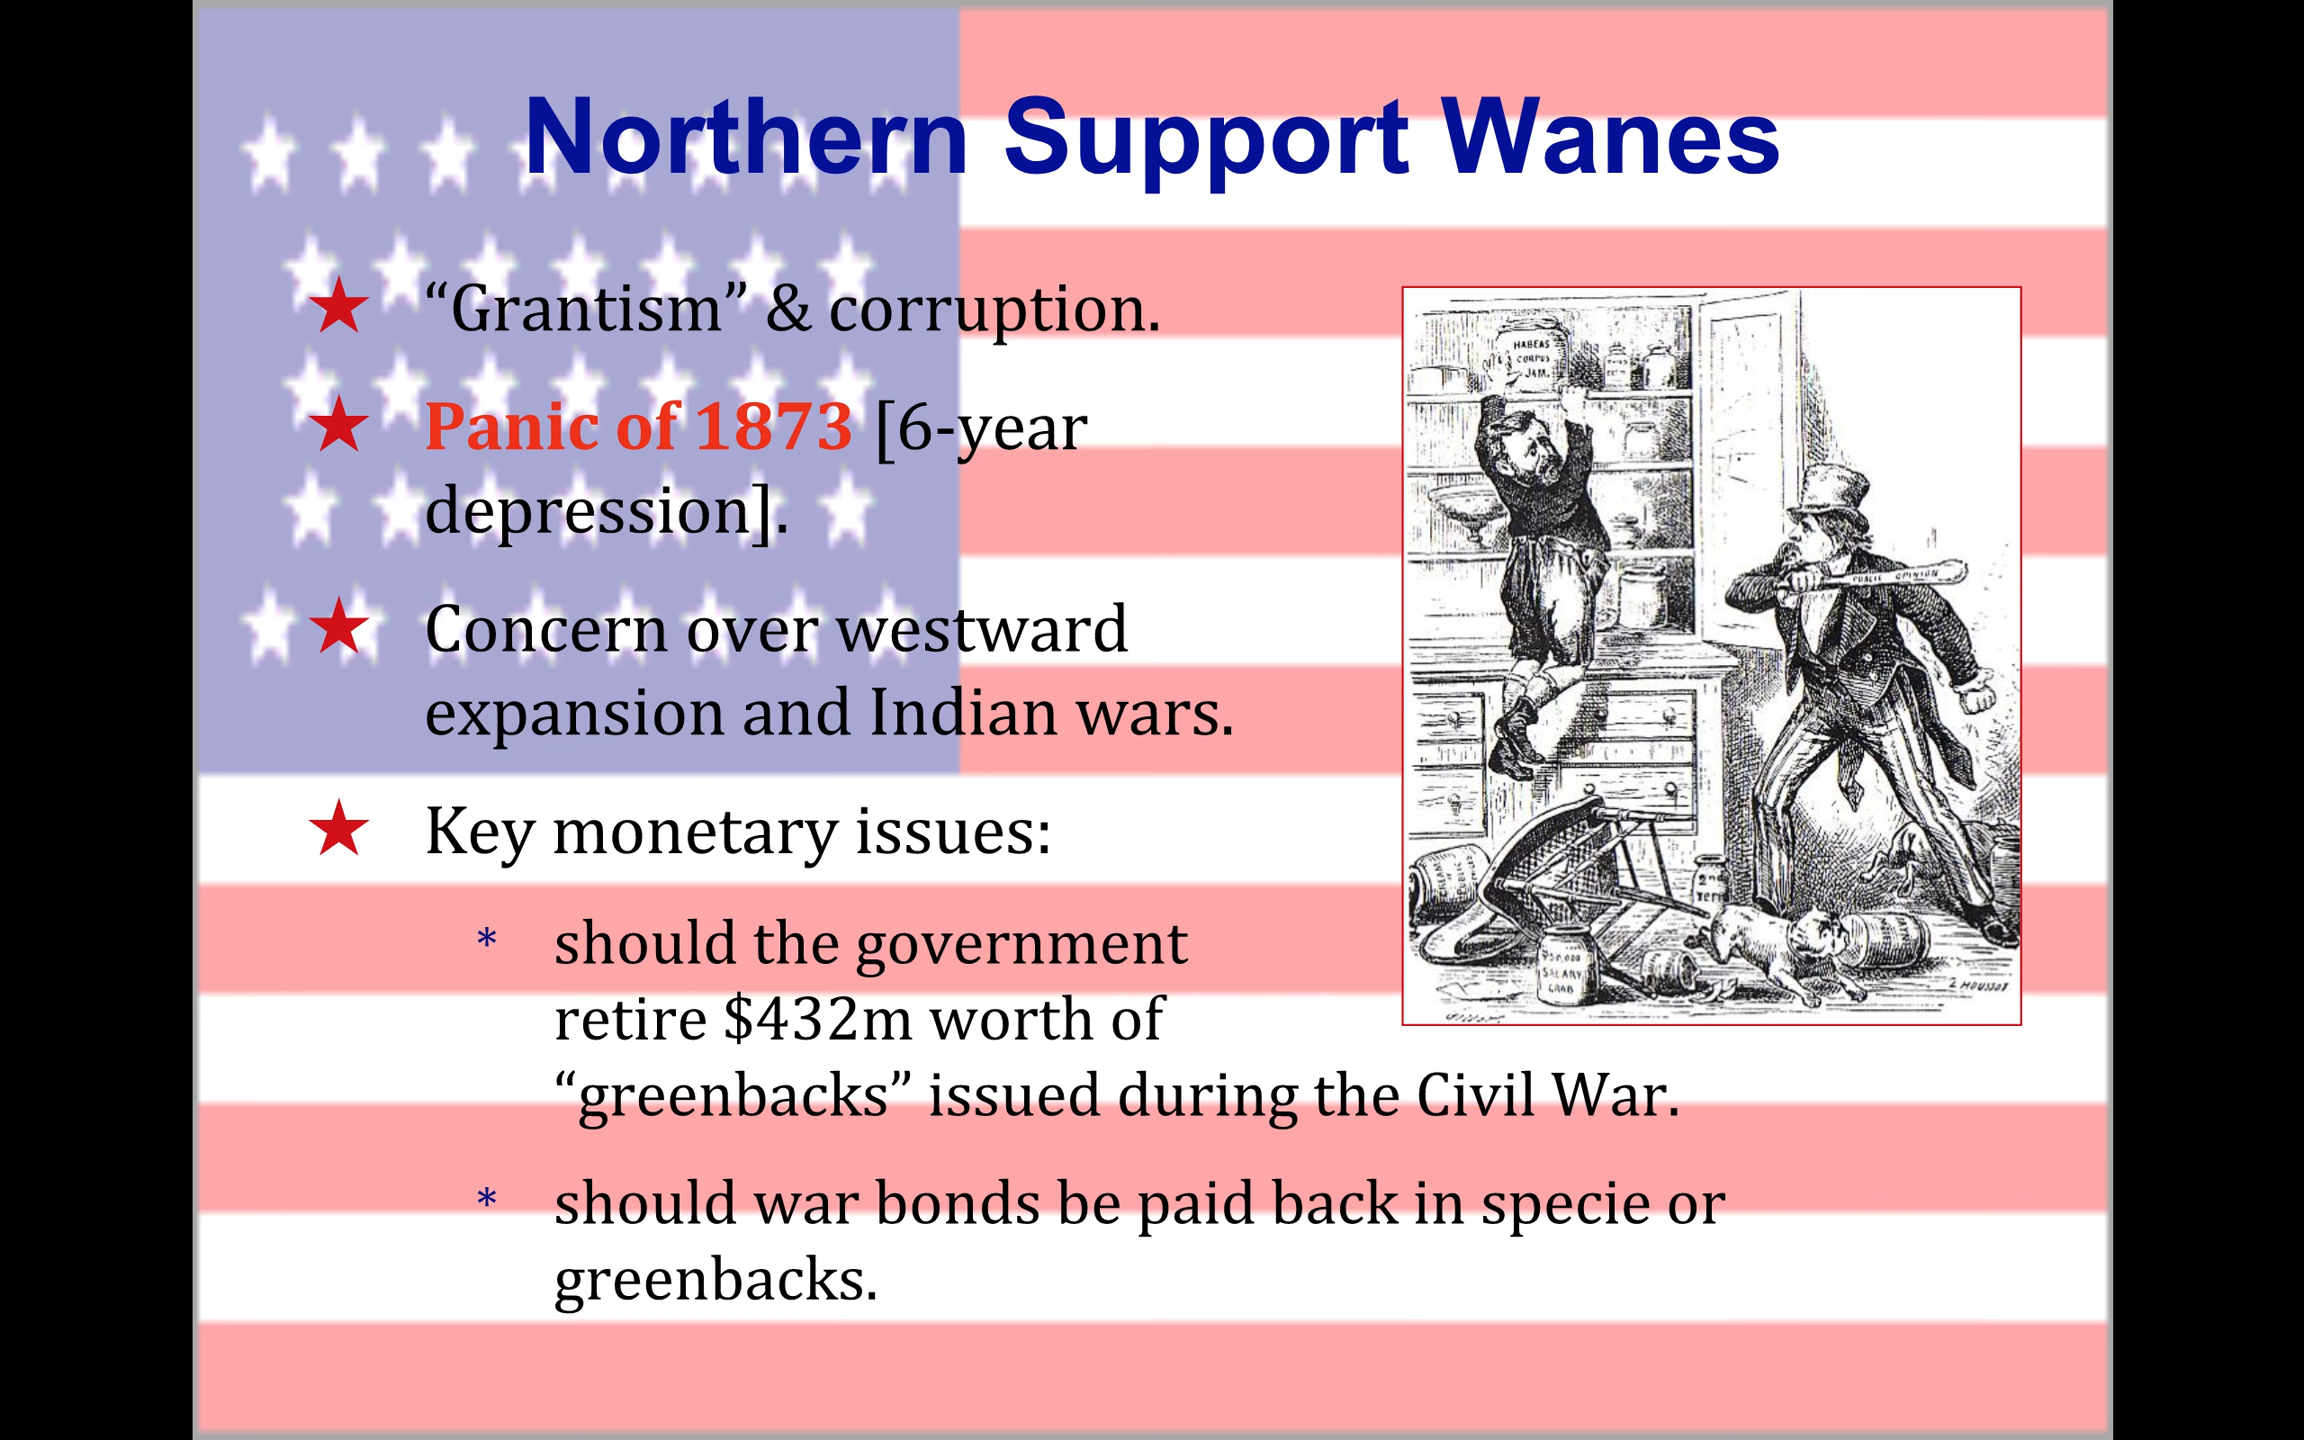 Northern Support Wanes
“Grantism” & corruption.
Panic of 1873 [6-year
depression].
Concern over westward
expansion and Indian wars.
Key monetary issues:
* should the government
retire $432m worth of
“greenbacks” issued during the Civil War.
* should war bonds be paid back in specie or
greenbacks.
HABEAS
CORPUS
JAM.
PUBLIC OPINION
2nd
TERM
SALARY
GRAB